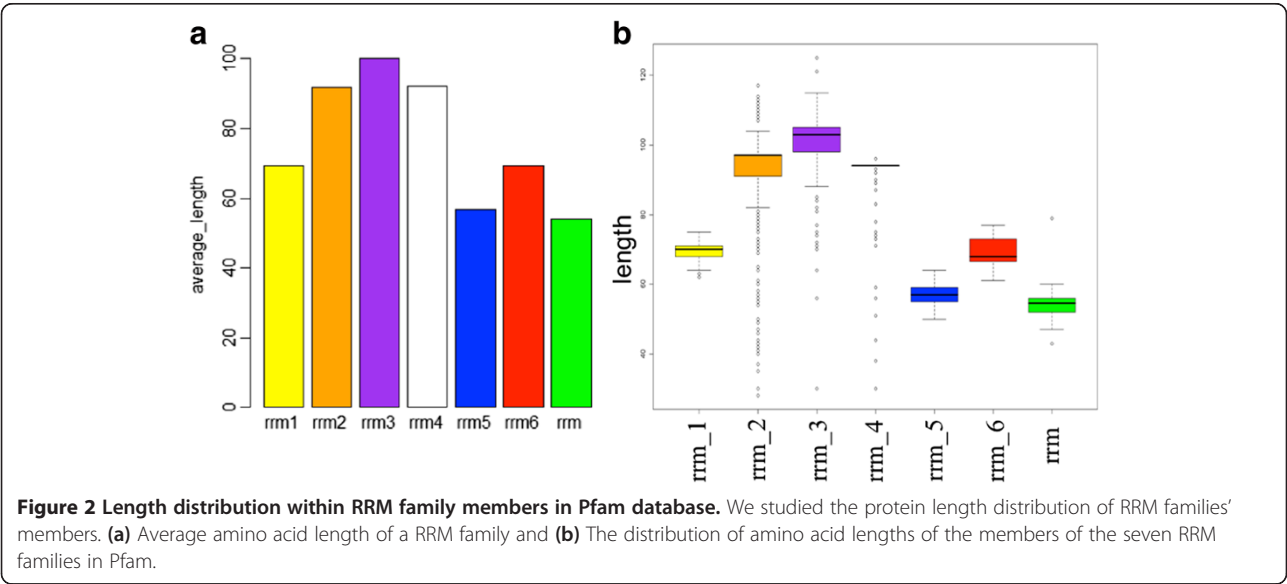 a
b
average_length
100
80
60
40
20
0
rrm1 rrm2 rrm3 rrm4 rrm5 rrm6 rrm
length
120
100
80
60
40
rrm_1 rrm_2 rrm_3 rrm_4 rrm_5 rrm_6 rrm
Figure 2 Length distribution within RRM family members in Pfam database. We studied the protein length distribution of RRM families’
members. (a) Average amino acid length of a RRM family and (b) The distribution of amino acid lengths of the members of the seven RRM
families in Pfam.